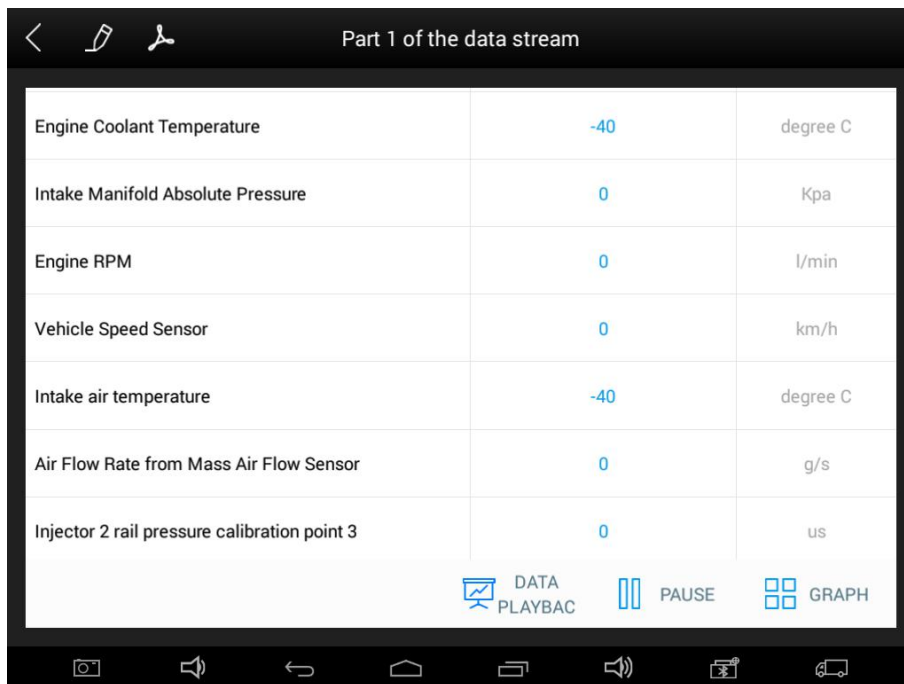 Part 1 of the data stream
Engine Coolant Temperature -40 degree C
Intake Manifold Absolute Pressure 0 Kpa
Engine RPM 0 l/min
Vehicle Speed Sensor 0 km/h
Intake air temperature -40 degree C
Air Flow Rate from Mass Air Flow Sensor 0 g/s
Injector 2 rail pressure calibration point 3 0 us
DATA
PLAYBAC PAUSE GRAPH